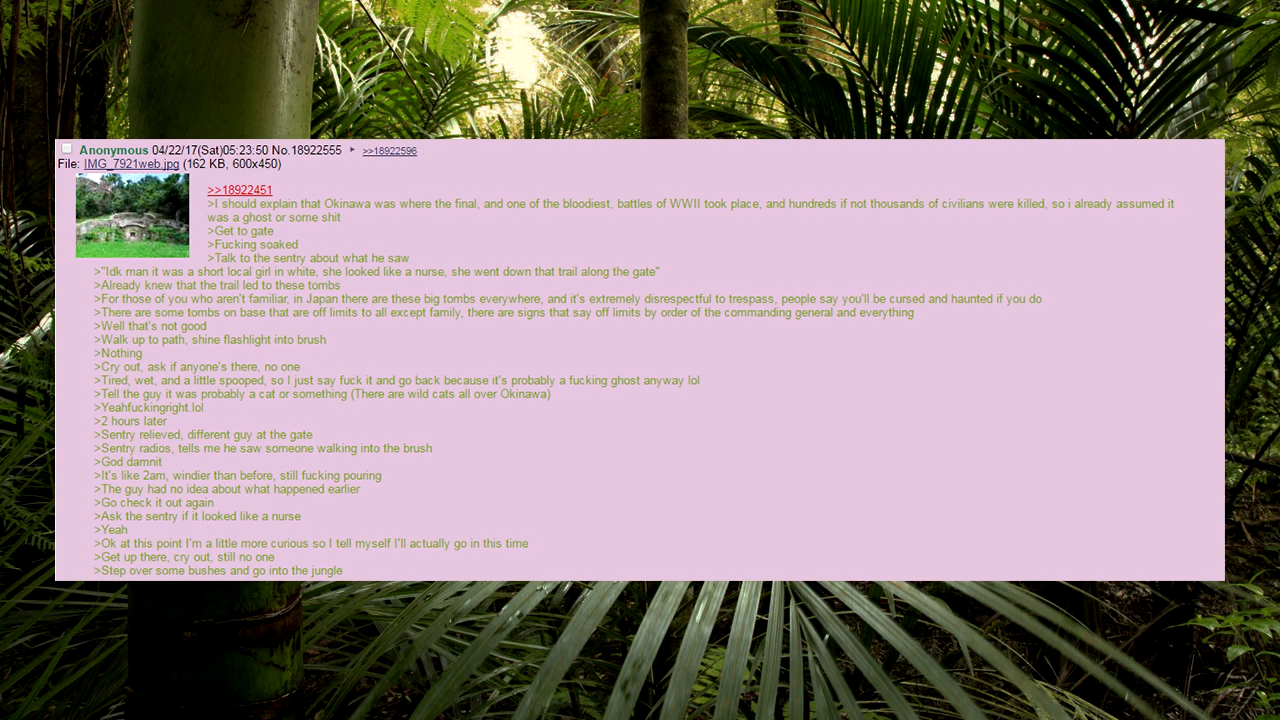 Anonymous 04/22/17(Sat)05:23:50 No.18922555 ▸ >>18922596
File: IMG_7921web.jpg (162 KB, 600x450)
>>18922451
>I should explain that Okinawa was where the final, and one of the bloodiest, battles of WWII took place, and hundreds if not thousands of civilians were killed, so i already assumed it
was a ghost or some shit
>Get to gate
>Fucking soaked
>Talk to the sentry about what he saw
>"Idk man it was a short local girl in white, she looked like a nurse, she went down that trail along the gate"
>Already knew that the trail led to these tombs
>For those of you who aren't familiar, in Japan there are these big tombs everywhere, and it's extremely disrespectful to trespass, people say you'll be cursed and haunted if you do
>There are some tombs on base that are off limits to all except family, there are signs that say off limits by order of the commanding general and everything
>Well that's not good
>Walk up to path, shine flashlight into brush
>Nothing
>Cry out, ask if anyone's there, no one
>Tired, wet, and a little spooped, so I just say fuck it and go back because it's probably a fucking ghost anyway lol
>Tell the guy it was probably a cat or something (There are wild cats all over Okinawa)
>Yeahfuckingright.lol
>2 hours later
>Sentry relieved, different guy at the gate
>Sentry radios, tells me he saw someone walking into the brush
>God damnit
>It's like 2am, windier than before, still fucking pouring
>The guy had no idea about what happened earlier
>Go check it out again
>Ask the sentry if it looked like a nurse
>Yeah
>Ok at this point I'm a little more curious so I tell myself I'll actually go in this time
>Get up there, cry out, still no one
>Step over some bushes and go into the jungle